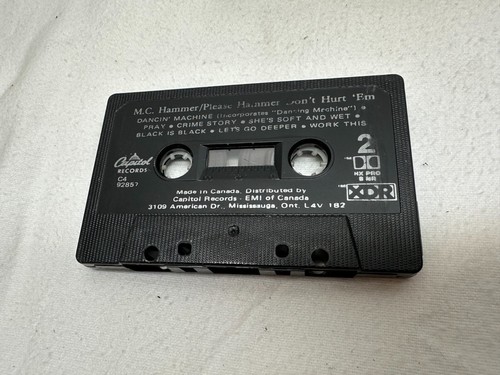 M.C. Hammer/Please Hammer Don't Hurt 'Em
DANCIN' MACHINE (Incorporates "Dancing Machine") •
PRAY • CRIME STORY • SHE'S SOFT AND WET •
BLACK IS BLACK • LET'S GO DEEPER • WORK THIS
2
Capitol
RECORDS
C4
92857
HX PRO
B NR
XDR
Made in Canada. Distributed by
Capitol Records - EMI of Canada
3109 American Dr., Mississauga, Ont. L4V 1B2